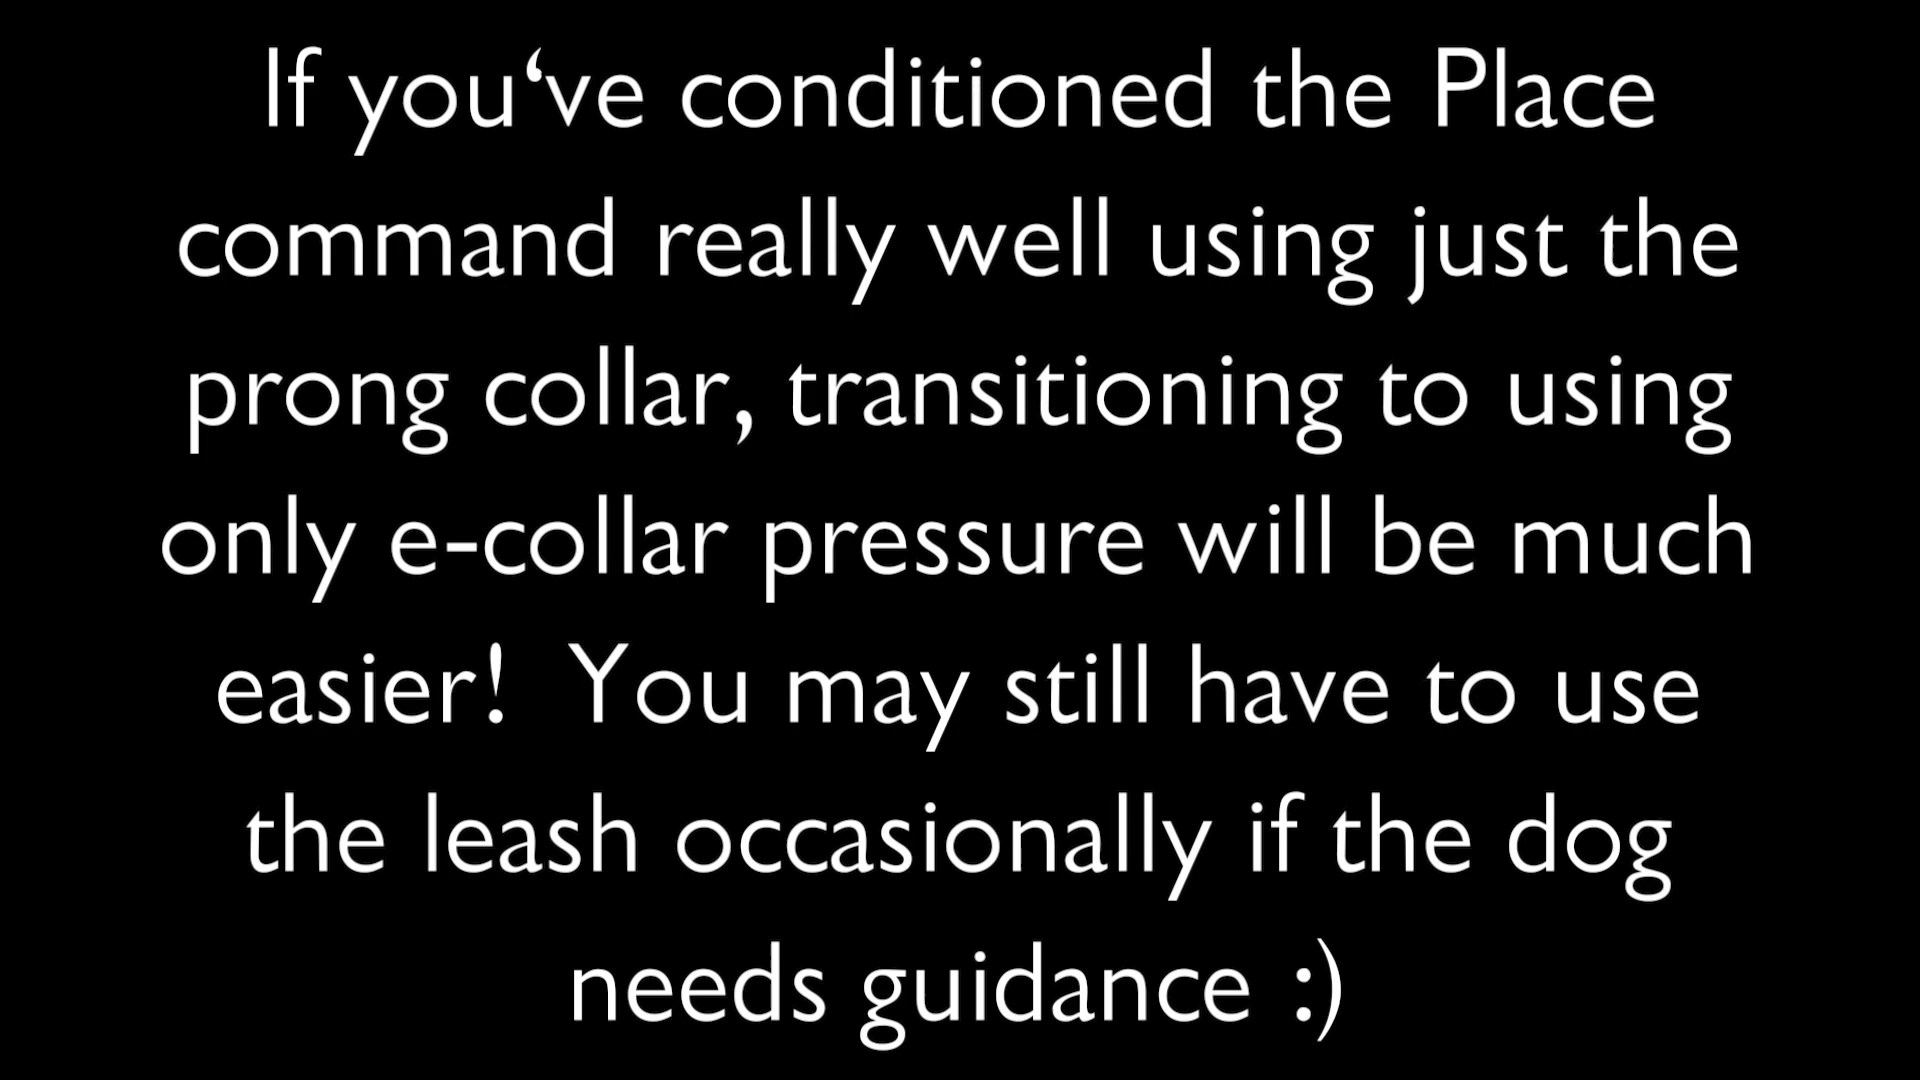 If you‘ve conditioned the Place
command really well using just the
prong collar, transitioning to using
only e-collar pressure will be much
easier!  You may still have to use
the leash occasionally if the dog
needs guidance :)